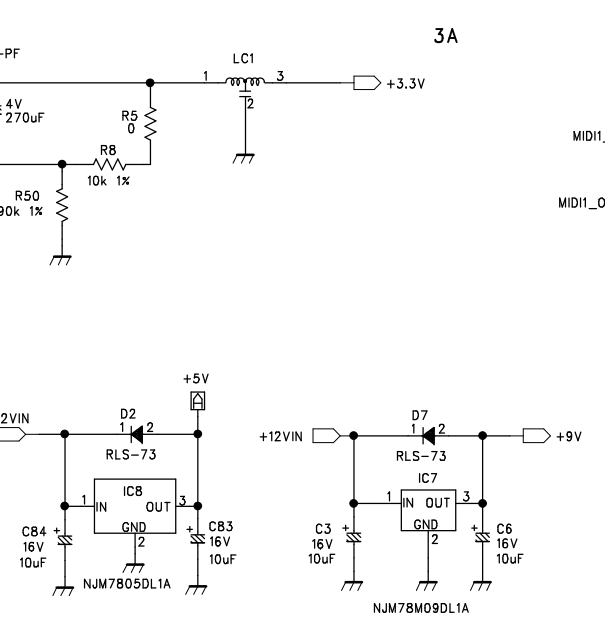 3A
-PF
LC1
1
3
+3.3V
2
4V
270uF
R5
0
R8
10k 1%
R50
90k 1%
MIDI1_
MIDI1_O
+5V
A
2VIN
D2
1
2
RLS-73
IC8
1
IN
OUT
3
GND
2
C84
+
16V
10uF
C83
+
16V
10uF
NJM7805DL1A
+12VIN
D7
1
2
+9V
RLS-73
IC7
1
IN
OUT
3
GND
2
C3
+
16V
10uF
C6
+
16V
10uF
NJM78M09DL1A